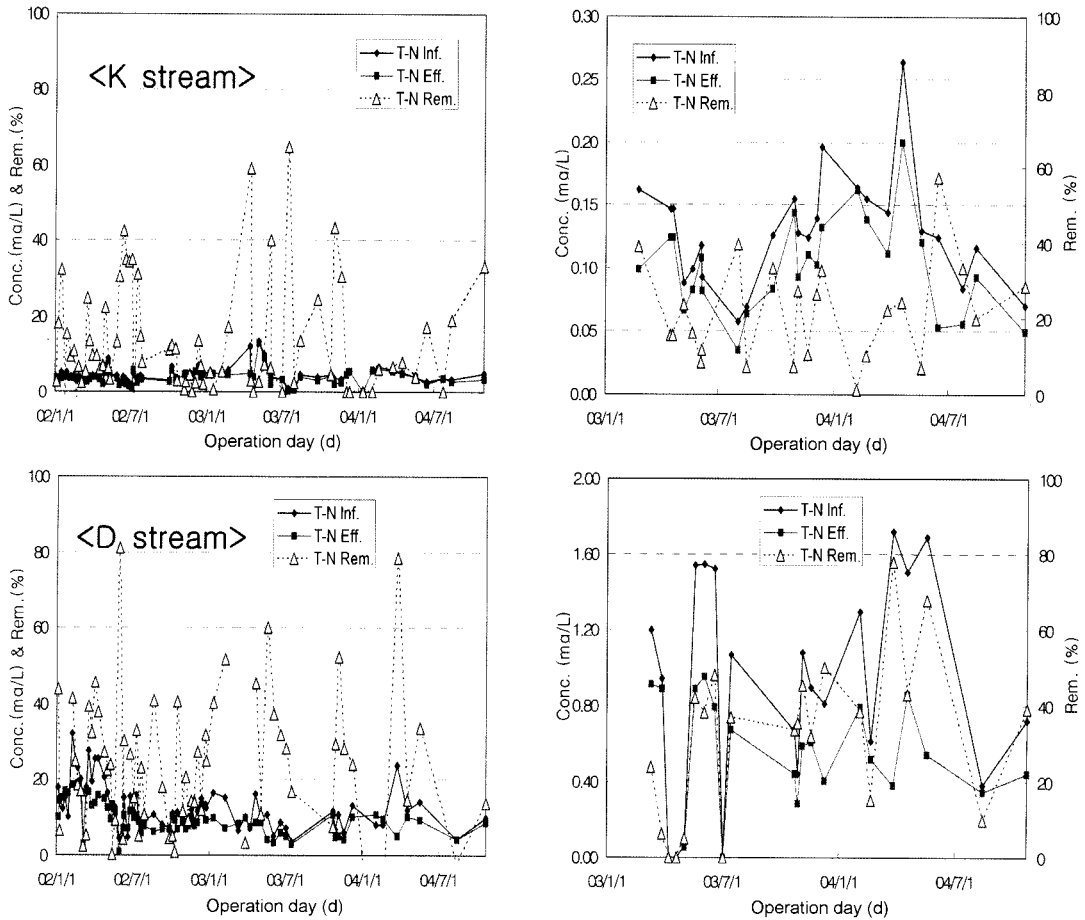 100
80
60
40
20
0
Conc. (mg/L) & Rem. (%)
<K stream>
T-N Inf.
T-N Eff.
T-N Rem.
02/1/1
02/7/1
03/1/1
03/7/1
04/1/1
04/7/1
Operation day (d)
0.30
0.25
0.20
0.15
0.10
0.05
0.00
Conc. (mg/L)
T-N Inf.
T-N Eff.
T-N Rem.
100
80
60
40
20
0
Rem. (%)
03/1/1
03/7/1
04/1/1
04/7/1
Operation day (d)
100
80
60
40
20
0
Conc. (mg/L) & Rem. (%)
<D stream>
T-N Inf.
T-N Eff.
T-N Rem.
02/1/1
02/7/1
03/1/1
03/7/1
04/1/1
04/7/1
Operation day (d)
2.00
1.60
1.20
0.80
0.40
0.00
Conc. (mg/L)
T-N Inf.
T-N Eff.
T-N Rem.
100
80
60
40
20
0
Rem. (%)
03/1/1
03/7/1
04/1/1
04/7/1
Operation day (d)